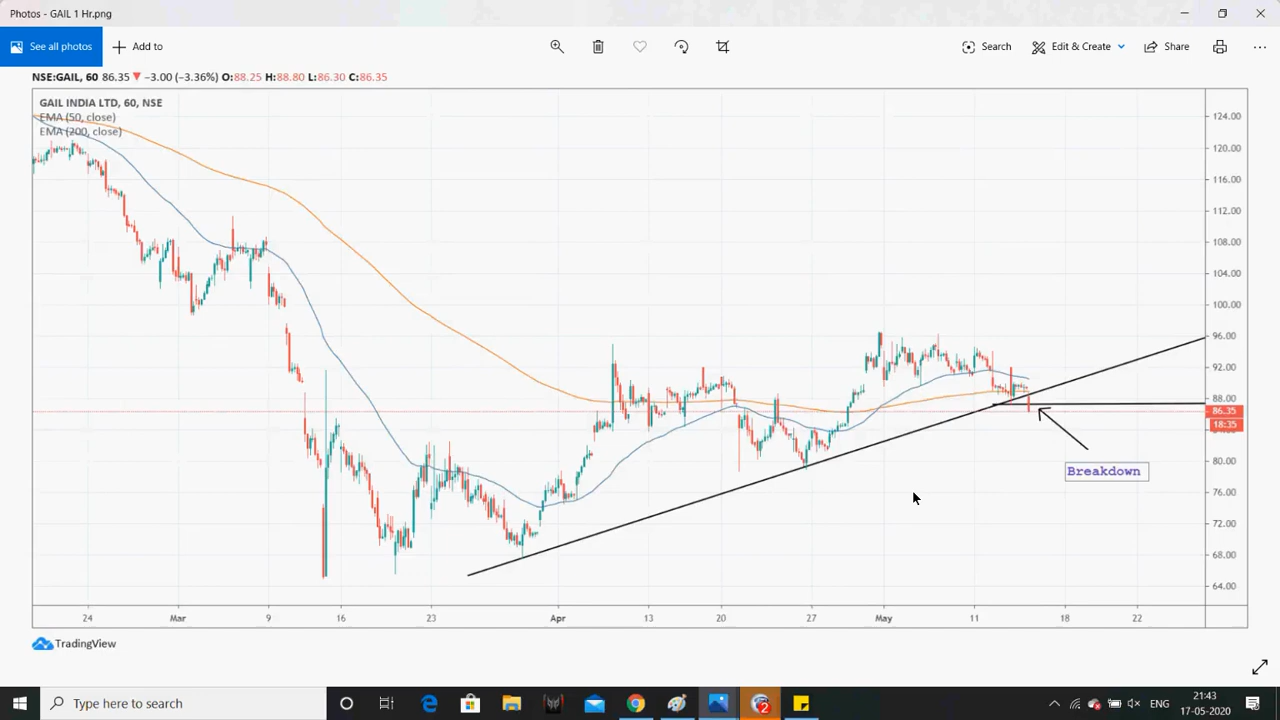 Photos - GAIL 1 Hr.png
See all photos
Add to
Search
Edit & Create
Share
NSE:GAIL, 60 86.35 ▼ −3.00 (−3.36%) O:88.25 H:88.80 L:86.30 C:86.35
GAIL INDIA LTD, 60, NSE
EMA (50, close)
EMA (200, close)
124.00
120.00
116.00
112.00
108.00
104.00
100.00
96.00
92.00
88.00
86.35
18:35
80.00
76.00
72.00
68.00
64.00
Breakdown
24 Mar 9 16 23 Apr 13 20 27 May 11 18 22
TradingView
Type here to search
2
ENG
21:43
17-05-2020